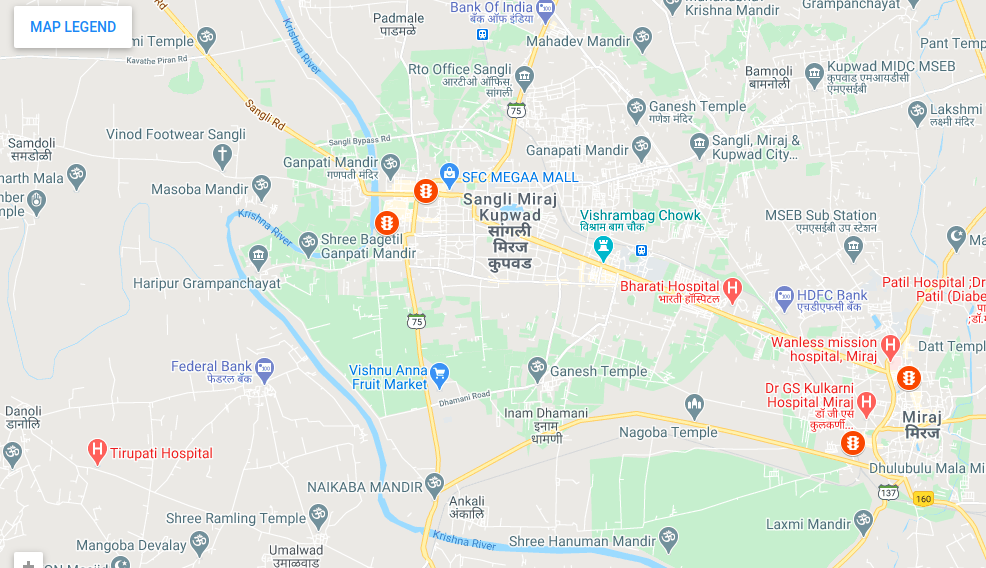 MAP LEGEND
Padmale
पाडमळे
Bank Of India
बँक ऑफ इंडिया
Krishna Mandir
Grampanchayat
Temple
Kavathe Piran Rd
Krishna River
Mahadev Mandir
Pant Temp
Rto Office Sangli
आरटीओ ऑफिस,
सांगली
Bamnoli
बामनोली
Kupwad MIDC MSEB
कुपवाड एमआयडीसी
एमएसईबी
Sangli Rd
75
Ganesh Temple
गणेश मंदिर
Lakshmi
लक्ष्मी मंदिर
Vinod Footwear Sangli
Sangli Bypass Rd
Samdoli
समडोळी
Ganpati Mandir
गणपती मंदिर
Ganapati Mandir
Sangli, Miraj &
Kupwad City...
SFC MEGAA MALL
arth Mala
Masoba Mandir
mber
Temple
Sangli Miraj
Kupwad
सांगली
मिरज
कुपवड
Krishna River
Vishrambag Chowk
विश्राम बाग चौक
MSEB Sub Station
एमएसईबी उप स्टेशन
Shree Bagetil
Ganpati Mandir
Ma
Haripur Grampanchayat
Bharati Hospital
भारती हॉस्पिटल
HDFC Bank
एचडीएफसी बँक
Patil Hospital ;Dr
Patil (Diabe
75
Wanless mission
hospital, Miraj
Datt Temp
Federal Bank
फेडरल बँक
Vishnu Anna
Fruit Market
Ganesh Temple
Dhamani Road
Dr GS Kulkarni
Hospital Miraj
डॉ जी एस
कुलकर्णी...
Danoli
दानोलि
Inam Dhamani
इनाम
धामणी
Nagoba Temple
Miraj
मिरज
Tirupati Hospital
Dhulubulu Mala Mi
NAIKABA MANDIR
Ankali
अंकालि
137
160
Shree Ramling Temple
Laxmi Mandir
Krishna River
Shree Hanuman Mandir
Mangoba Devalay
Umalwad
उमाळवाड
+